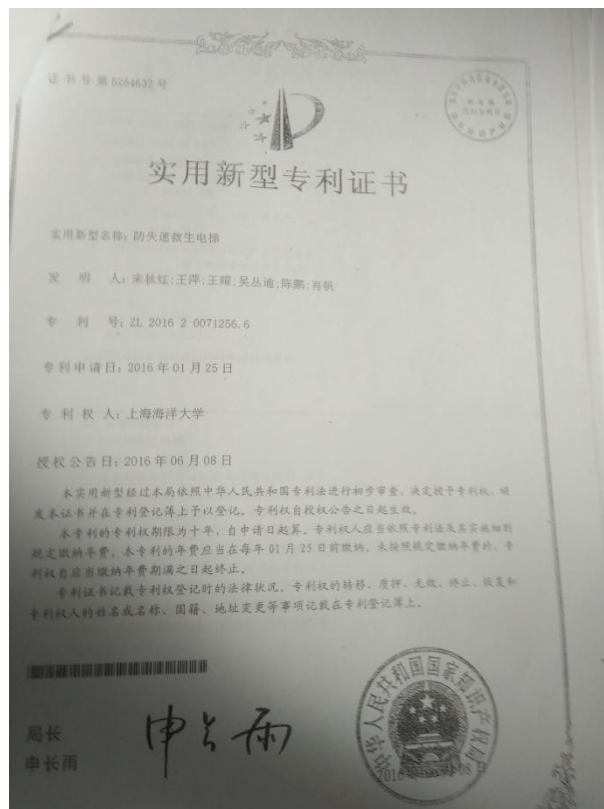 证书号第5264632号
实用新型专利证书
实用新型名称：防失速救生电梯
发 明 人：宋秋红;王萍;王耀;吴丛迪;陈鹏;肖帆
专 利 号：ZL 2016 2 0071256.6
专利申请日：2016年01月25日
专 利 权 人：上海海洋大学
授权公告日：2016年06月08日
本实用新型经过本局依照中华人民共和国专利法进行初步审查，决定授予专利权，颁
发本证书并在专利登记簿上予以登记。专利权自授权公告之日起生效。
本专利的专利权期限为十年，自申请日起算。专利权人应当依照专利法及其实施细则
规定缴纳年费。本专利的年费应当在每年01月25日前缴纳。未按照规定缴纳年费的，专
利权自应当缴纳年费期满之日起终止。
专利证书记载专利权登记时的法律状况。专利权的转移、质押、无效、终止、恢复和
专利权人的姓名或名称、国籍、地址变更等事项记载在专利登记簿上。
局长
申长雨
申长雨
中华人民共和国国家知识产权局
2016年06月08日